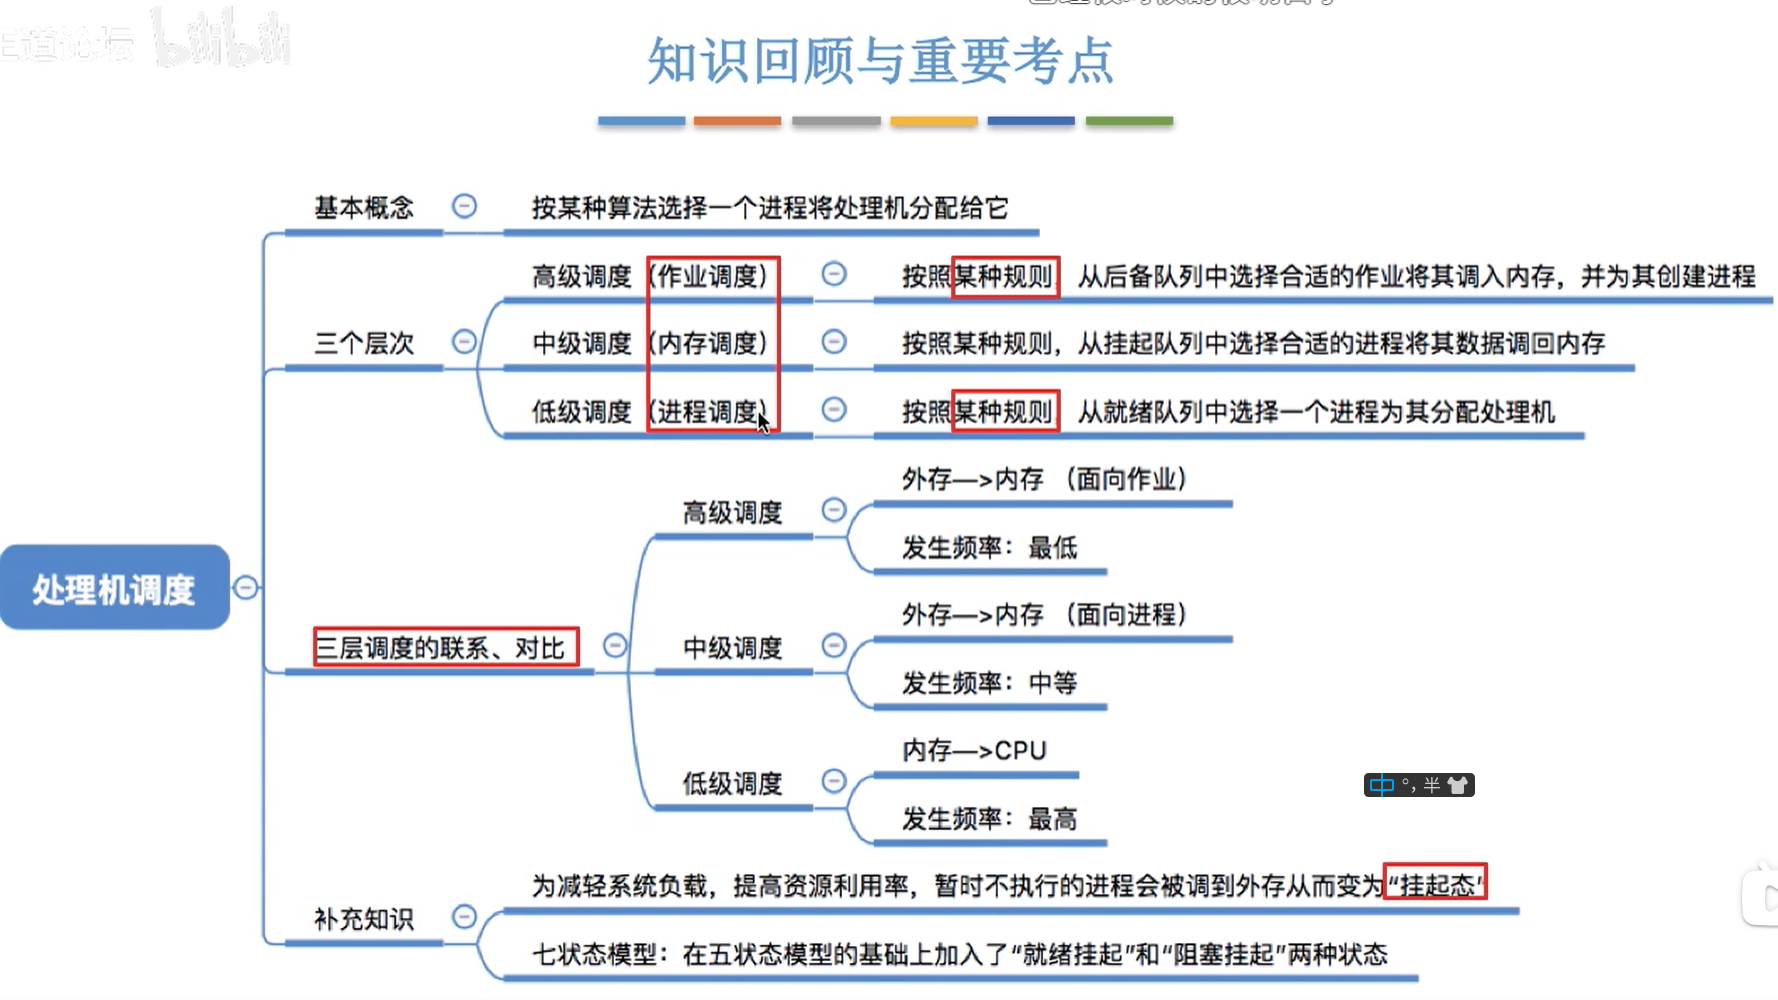 王道论坛 bilibili
知识回顾与重要考点
基本概念
按某种算法选择一个进程将处理机分配给它
高级调度（作业调度）
按照某种规则，从后备队列中选择合适的作业将其调入内存，并为其创建进程
三个层次
中级调度（内存调度）
按照某种规则，从挂起队列中选择合适的进程将其数据调回内存
低级调度（进程调度）
按照某种规则，从就绪队列中选择一个进程为其分配处理机
外存—>内存 （面向作业）
高级调度
发生频率：最低
处理机调度
外存—>内存 （面向进程）
三层调度的联系、对比
中级调度
发生频率：中等
内存—>CPU
低级调度
中 °, 半
发生频率：最高
为减轻系统负载，提高资源利用率，暂时不执行的进程会被调到外存从而变为“挂起态”
补充知识
七状态模型：在五状态模型的基础上加入了“就绪挂起”和“阻塞挂起”两种状态